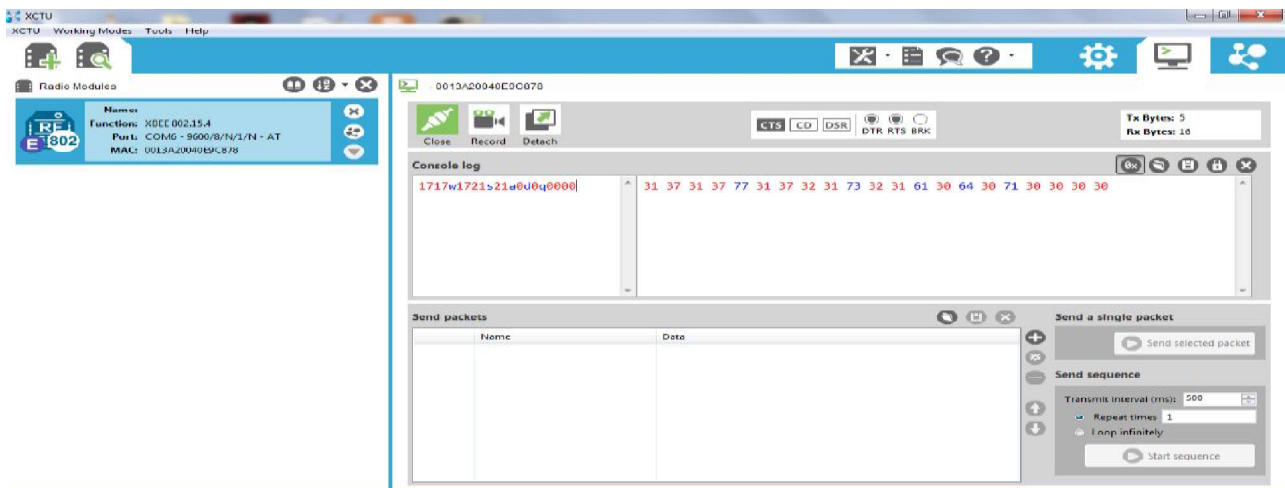 XCTU
XCTU Working Modes Tools Help
Radio Modules
Name:
Function: XBEE 802.15.4
Port: COM6 - 9600/8/N/1/N - AT
MAC: 0013A20040E9C878
RF
E 802
- 0013A20040E9C878
Close Record Detach
CTS CD DSR DTR RTS BRK
Tx Bytes: 5
Rx Bytes: 16
Console log
1717w1721s21a0d0q0000
31 37 31 37 77 31 37 32 31 73 32 31 61 30 64 30 71 30 30 30 30
Send packets
Name Data
Send a single packet
Send selected packet
Send sequence
Transmit interval (ms): 500
Repeat times 1
Loop infinitely
Start sequence